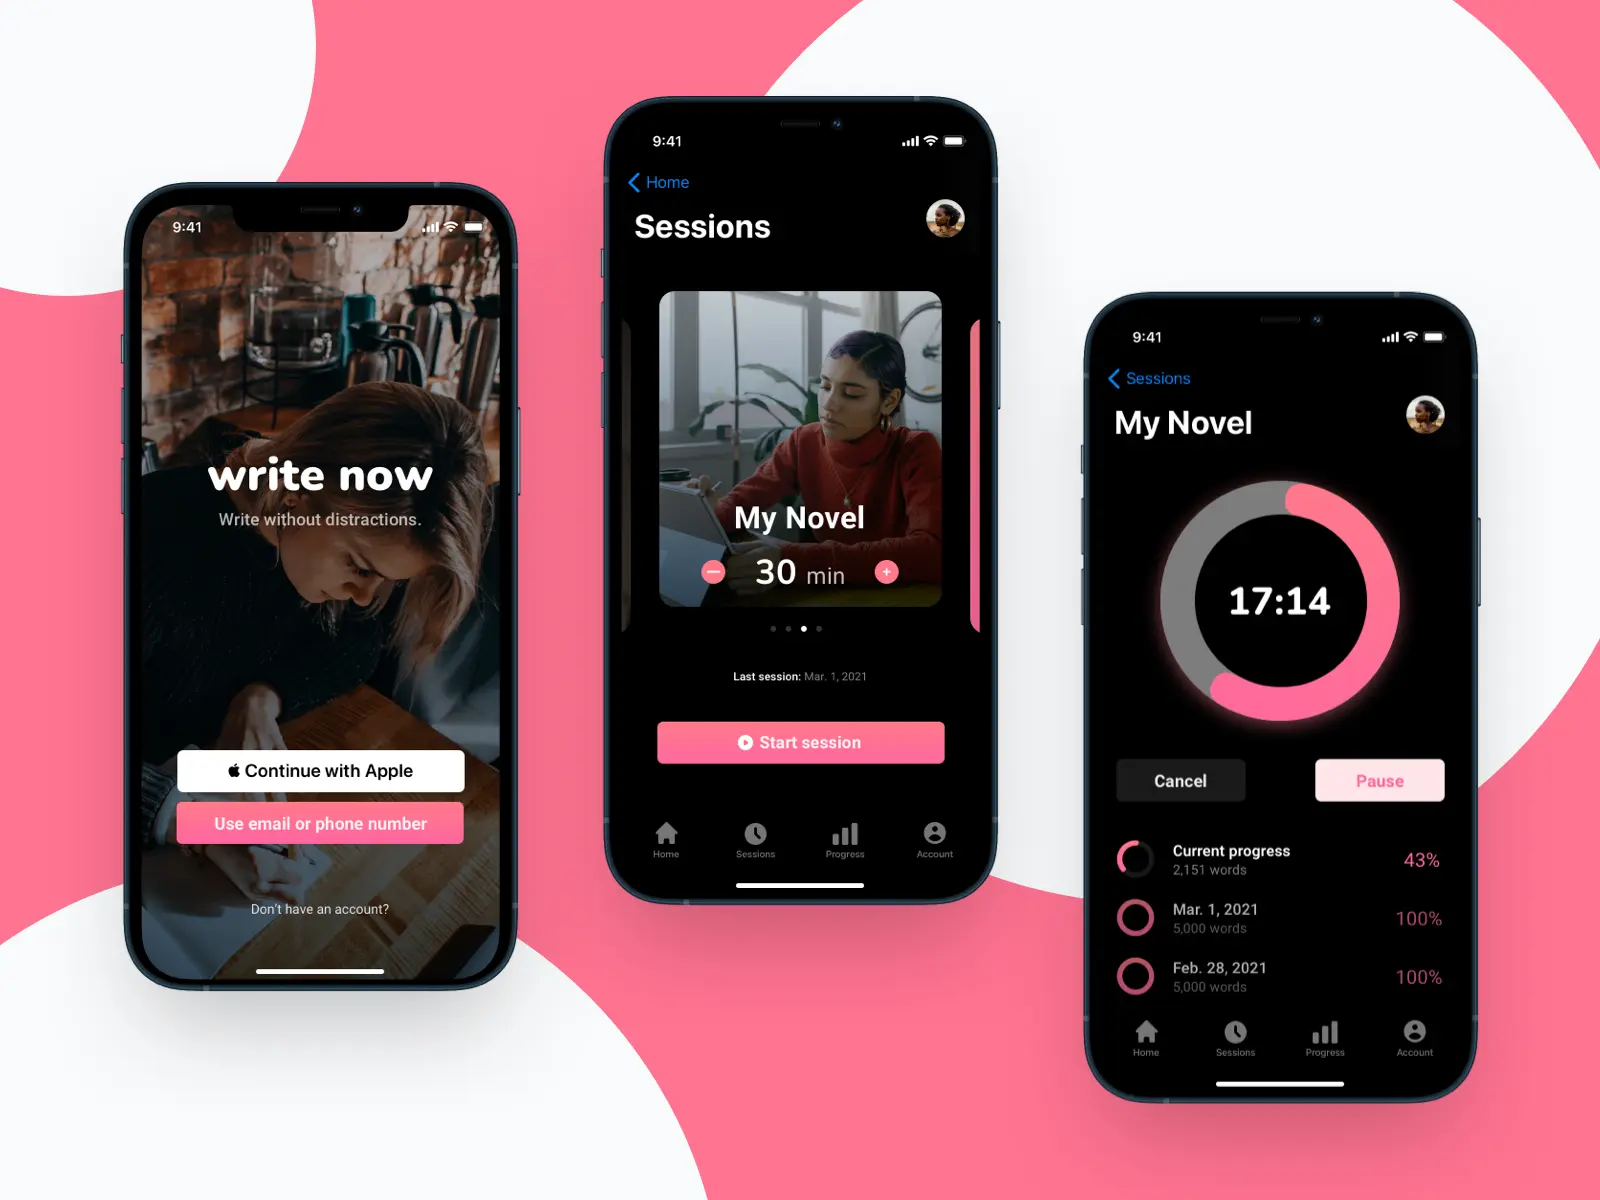 9:41
write now
Write without distractions.
Continue with Apple
Use email or phone number
Don't have an account?
9:41
Home
Sessions
My Novel
30 min
Last session: Mar. 1, 2021
Start session
Home Sessions Progress Account
9:41
Sessions
My Novel
17:14
Cancel Pause
Current progress
43%
2,151 words
Mar. 1, 2021
100%
5,000 words
Feb. 28, 2021
100%
5,000 words
Home Sessions Progress Account